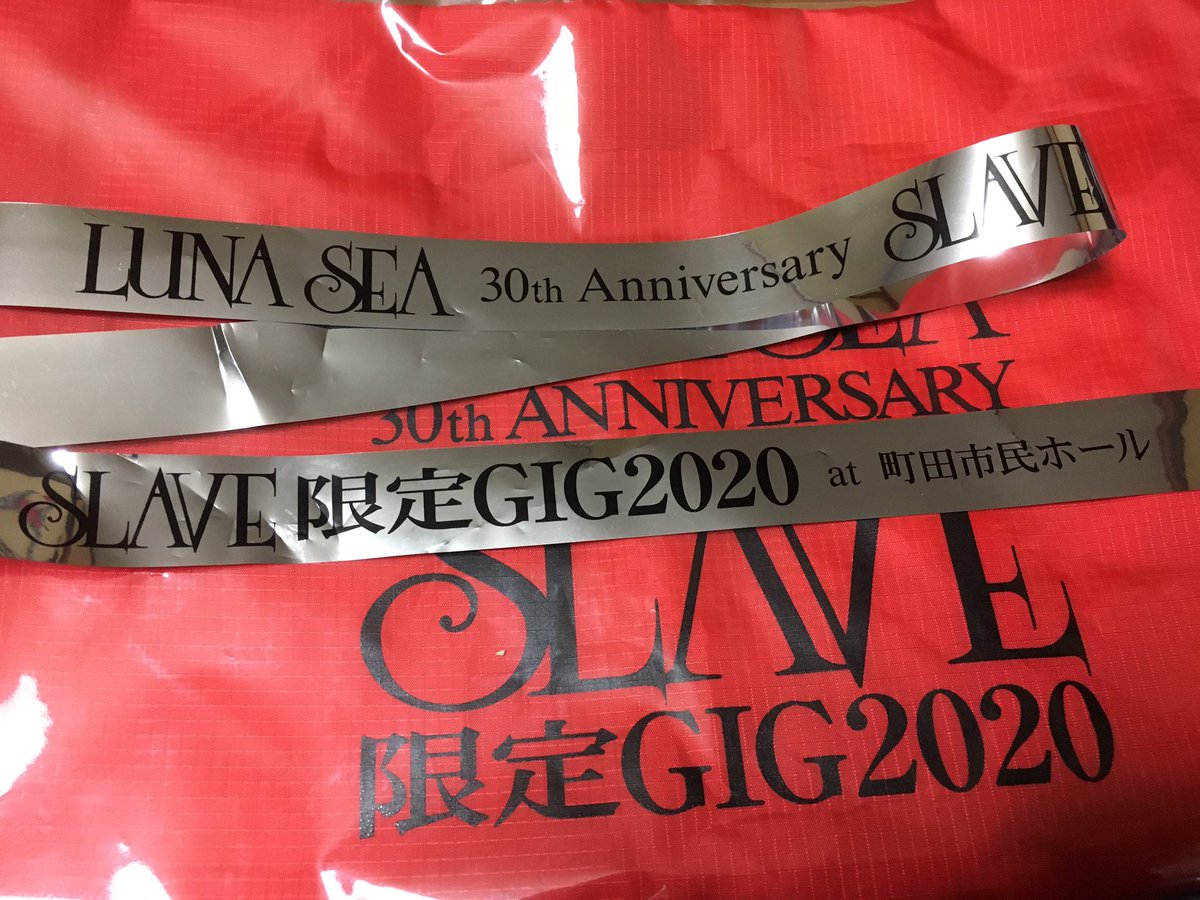 LUNA SEA 30th Anniversary SLAVE
SEA
30th ANNIVERSARY
SLAVE 限定GIG2020 at 町田市民ホール
SLAVE
限定GIG2020